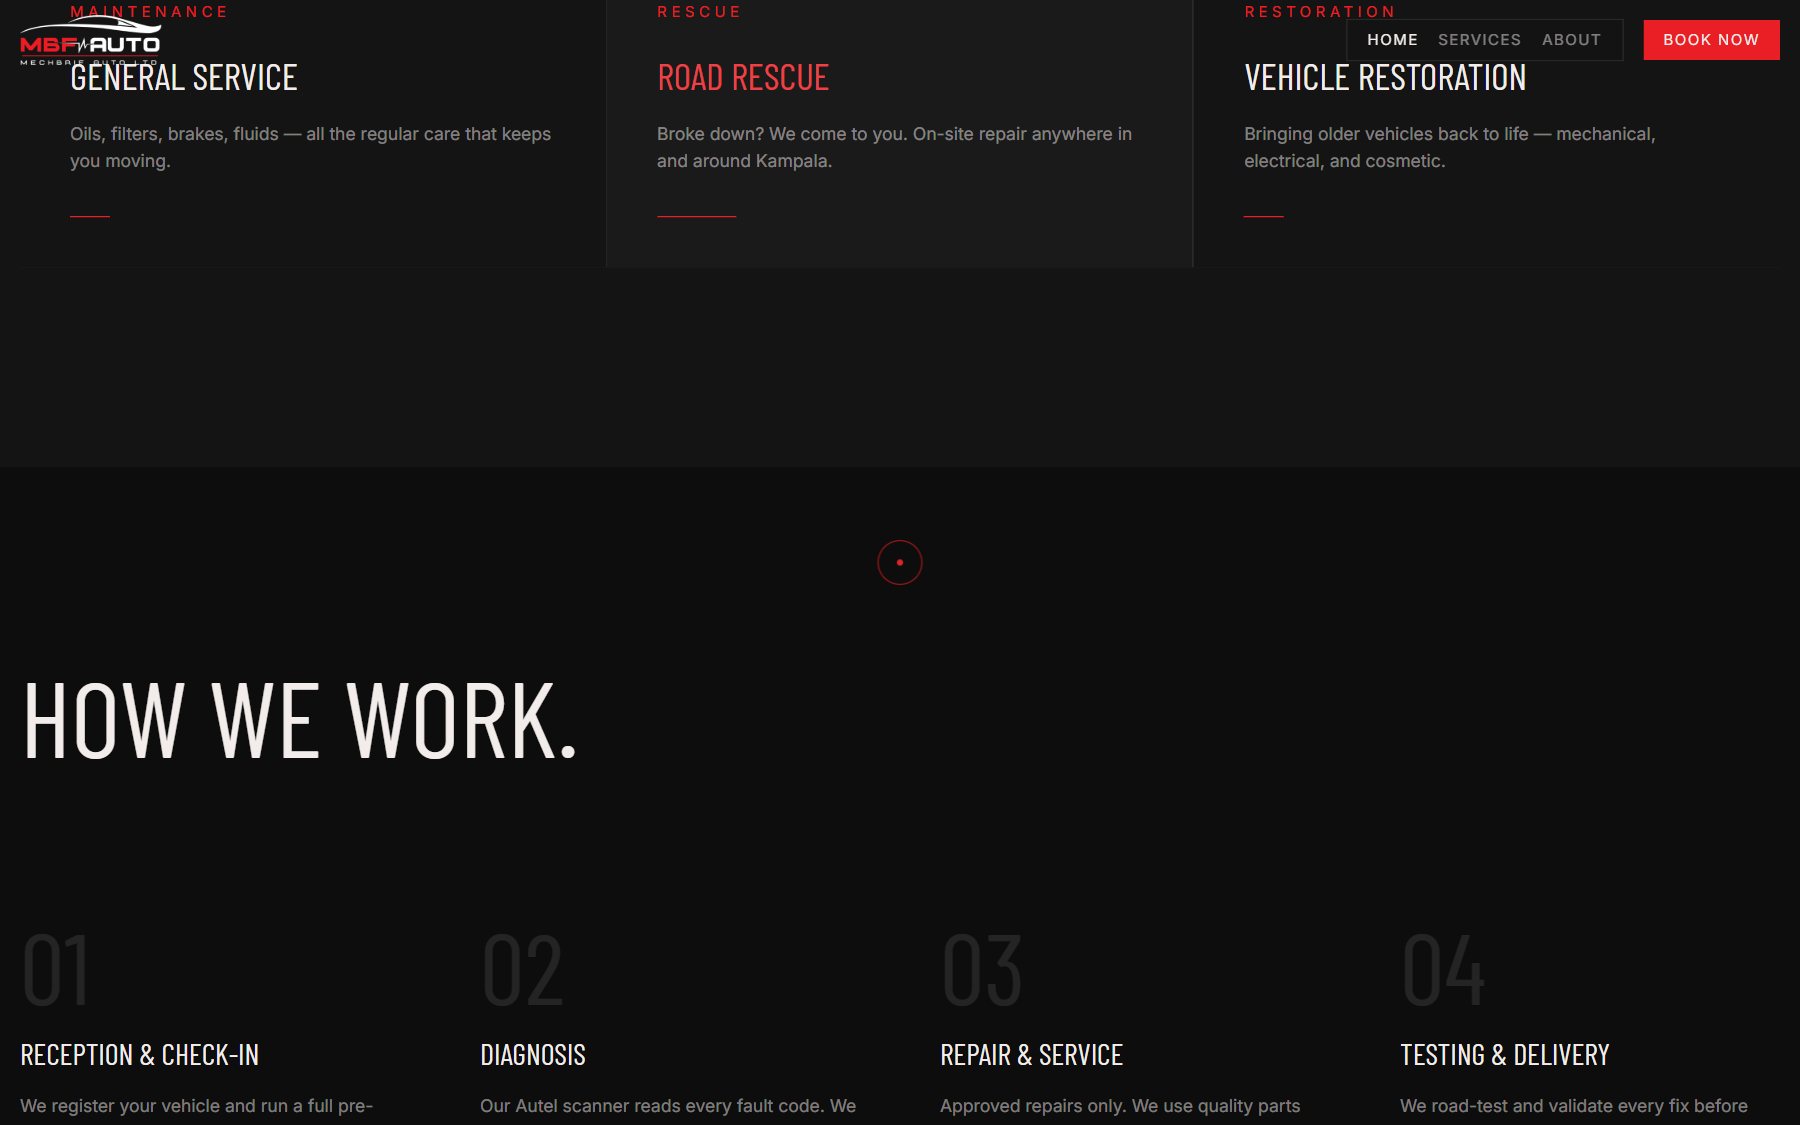 MAINTENANCE
RESCUE
RESTORATION
MBF AUTO
MECHBRIE AUTO LTD
HOME
SERVICES
ABOUT
BOOK NOW
GENERAL SERVICE
Oils, filters, brakes, fluids — all the regular care that keeps
you moving.
ROAD RESCUE
Broke down? We come to you. On-site repair anywhere in
and around Kampala.
VEHICLE RESTORATION
Bringing older vehicles back to life — mechanical,
electrical, and cosmetic.
HOW WE WORK.
01
RECEPTION & CHECK-IN
We register your vehicle and run a full pre-
02
DIAGNOSIS
Our Autel scanner reads every fault code. We
03
REPAIR & SERVICE
Approved repairs only. We use quality parts
04
TESTING & DELIVERY
We road-test and validate every fix before